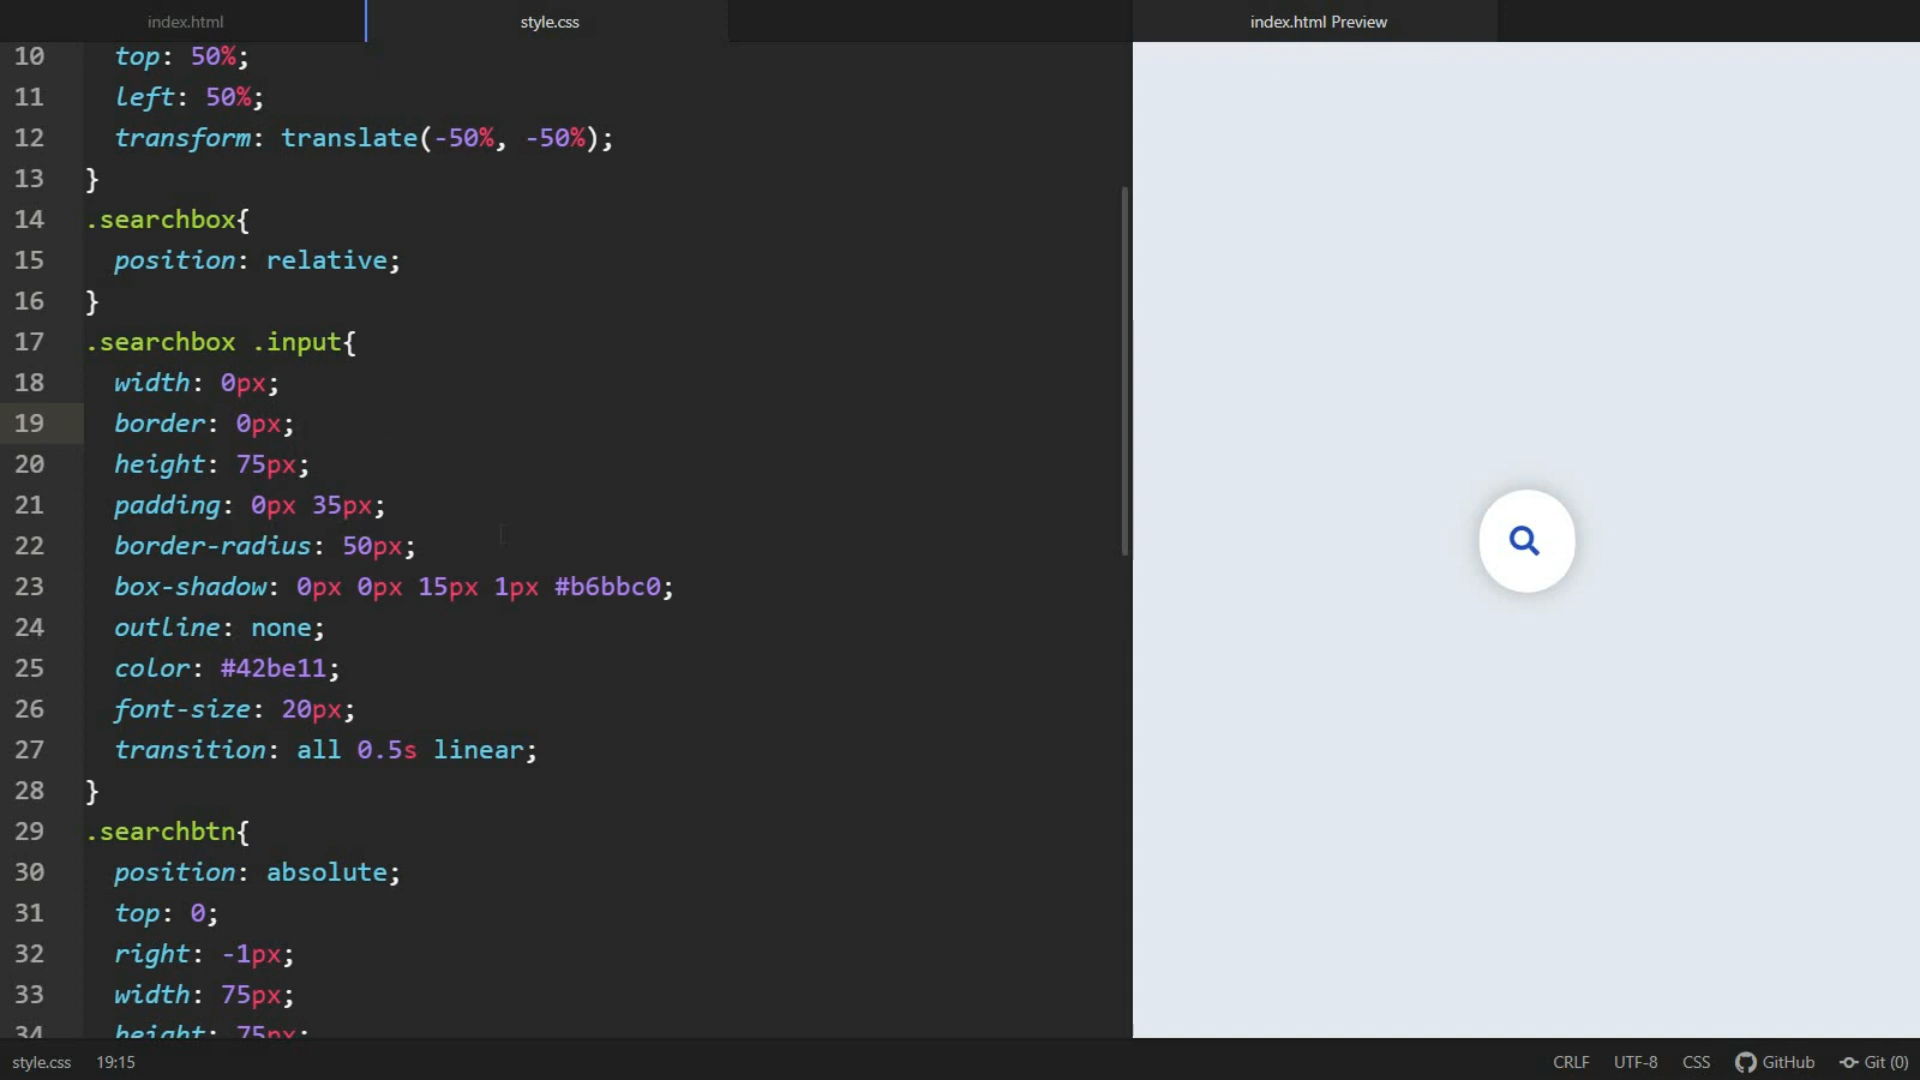 index.html
style.css
index.html Preview
10 top: 50%;
11 left: 50%;
12 transform: translate(-50%, -50%);
13 }
14 .searchbox{
15 position: relative;
16 }
17 .searchbox .input{
18 width: 0px;
19 border: 0px;
20 height: 75px;
21 padding: 0px 35px;
22 border-radius: 50px;
23 box-shadow: 0px 0px 15px 1px #b6bbc0;
24 outline: none;
25 color: #42be11;
26 font-size: 20px;
27 transition: all 0.5s linear;
28 }
29 .searchbtn{
30 position: absolute;
31 top: 0;
32 right: -1px;
33 width: 75px;
34 height: 75px;
style.css 19:15
CRLF UTF-8 CSS GitHub Git (0)